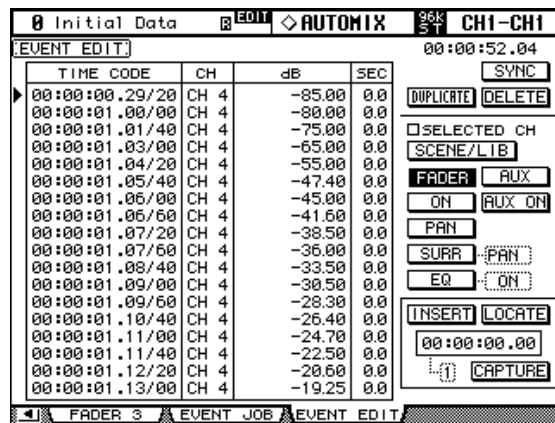 0 Initial Data B EDIT ◇AUTOMIX 96k ST CH1-CH1
EVENT EDIT 00:00:52.04
TIME CODE CH dB SEC
00:00:00.29/20 CH 4 -85.00 0.0
00:00:01.00/00 CH 4 -80.00 0.0
00:00:01.01/40 CH 4 -75.00 0.0
00:00:01.03/00 CH 4 -65.00 0.0
00:00:01.04/20 CH 4 -55.00 0.0
00:00:01.05/40 CH 4 -47.40 0.0
00:00:01.06/00 CH 4 -45.00 0.0
00:00:01.06/60 CH 4 -41.60 0.0
00:00:01.07/20 CH 4 -38.50 0.0
00:00:01.07/60 CH 4 -36.00 0.0
00:00:01.08/40 CH 4 -33.50 0.0
00:00:01.09/00 CH 4 -30.50 0.0
00:00:01.09/60 CH 4 -28.30 0.0
00:00:01.10/40 CH 4 -26.40 0.0
00:00:01.11/00 CH 4 -24.70 0.0
00:00:01.11/40 CH 4 -22.50 0.0
00:00:01.12/20 CH 4 -20.60 0.0
00:00:01.13/00 CH 4 -19.25 0.0
SYNC
DUPLICATE DELETE
SELECTED CH
SCENE/LIB
FADER AUX
ON AUX ON
PAN
SURR PAN
EQ ON
INSERT LOCATE
00:00:00.00
1 CAPTURE
FADER 3 EVENT JOB EVENT EDIT